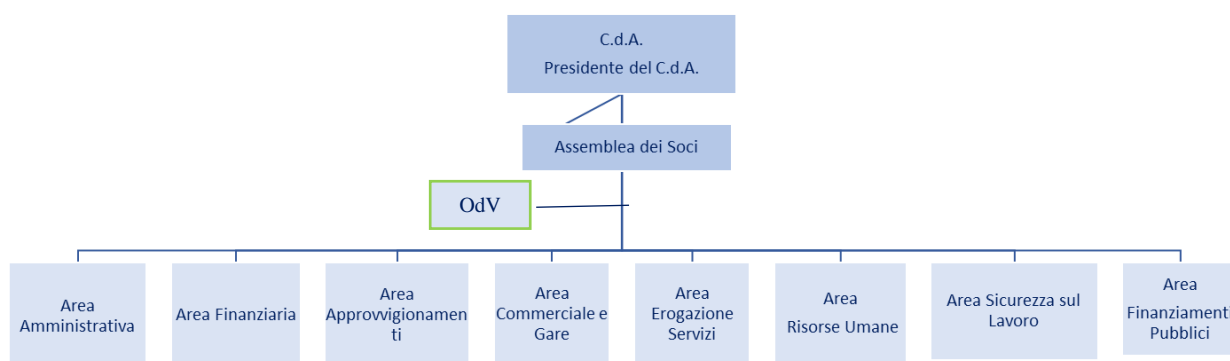 C.d.A.
Presidente del C.d.A.
Assemblea dei Soci
OdV
Area
Amministrativa
Area Finanziaria
Area
Approvvigionamen
ti
Area
Commerciale e
Gare
Area
Erogazione
Servizi
Area
Risorse Umane
Area Sicurezza sul
Lavoro
Area
Finanziamenti
Pubblici